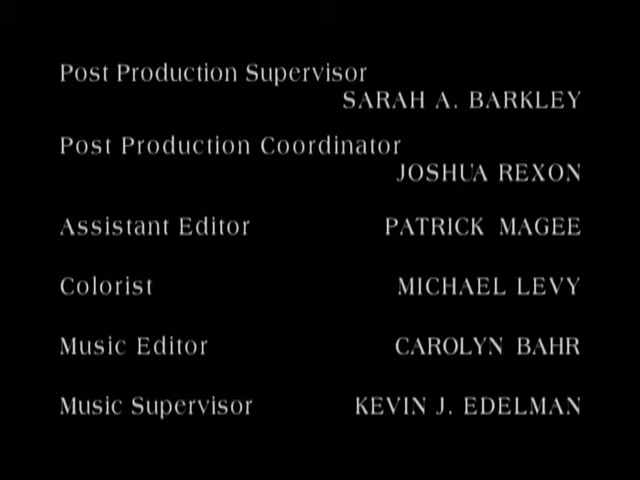 Post Production Supervisor
SARAH A. BARKLEY
Post Production Coordinator
JOSHUA REXON
Assistant Editor PATRICK MAGEE
Colorist MICHAEL LEVY
Music Editor CAROLYN BAHR
Music Supervisor KEVIN J. EDELMAN